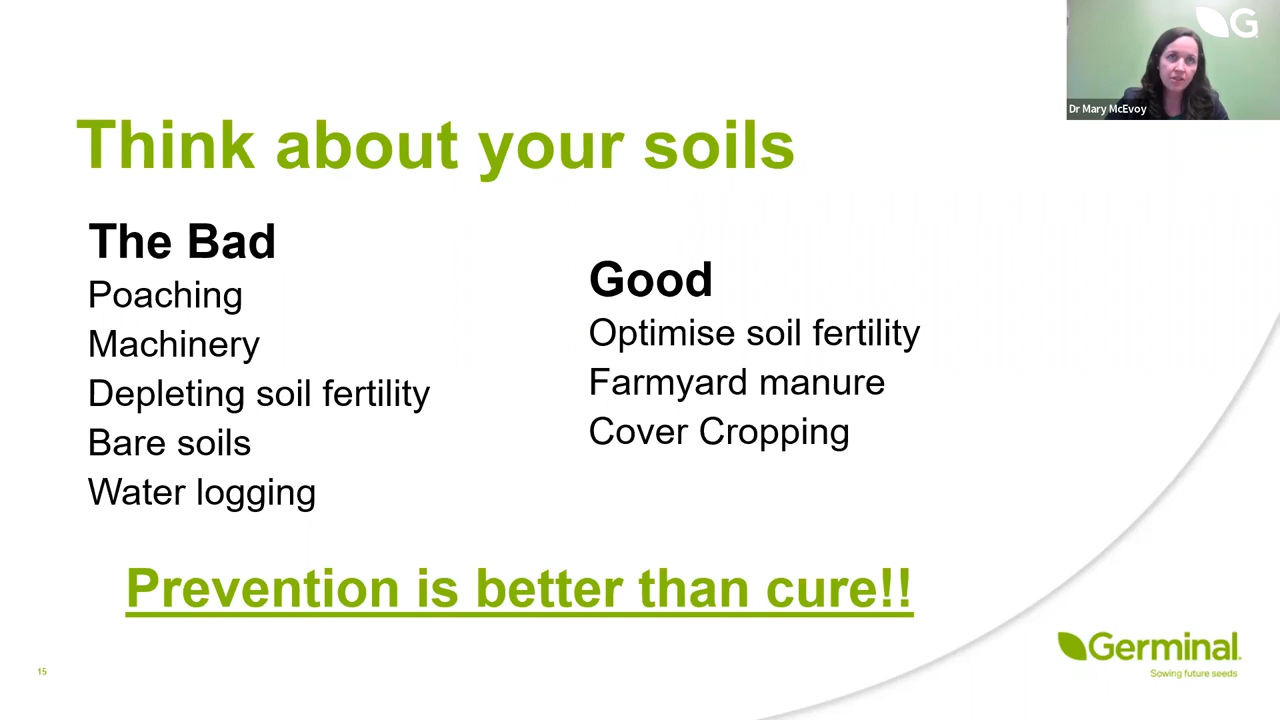 G
Dr Mary McEvoy
Think about your soils
The Bad
Poaching
Machinery
Depleting soil fertility
Bare soils
Water logging
Good
Optimise soil fertility
Farmyard manure
Cover Cropping
Prevention is better than cure!!
15
Germinal
Sowing future seeds